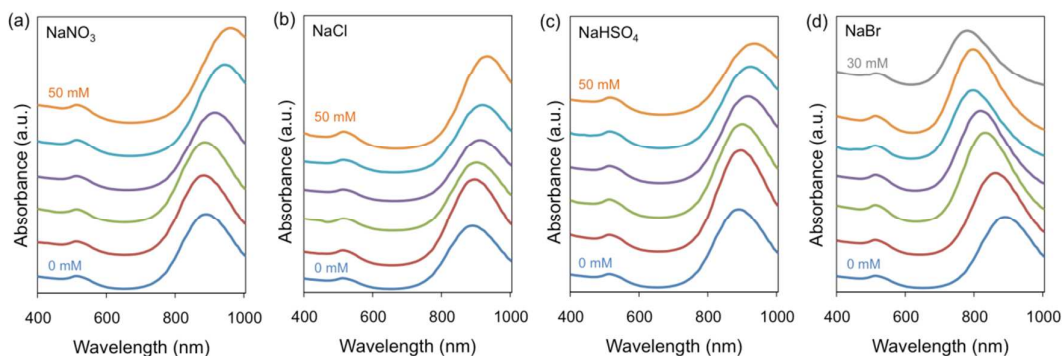 (a)
NaNO3
50 mM
0 mM
Absorbance (a.u.)
400 600 800 1000
Wavelength (nm)
(b)
NaCl
50 mM
0 mM
Absorbance (a.u.)
400 600 800 1000
Wavelength (nm)
(c)
NaHSO4
50 mM
0 mM
Absorbance (a.u.)
400 600 800 1000
Wavelength (nm)
(d)
NaBr
30 mM
0 mM
Absorbance (a.u.)
400 600 800 1000
Wavelength (nm)